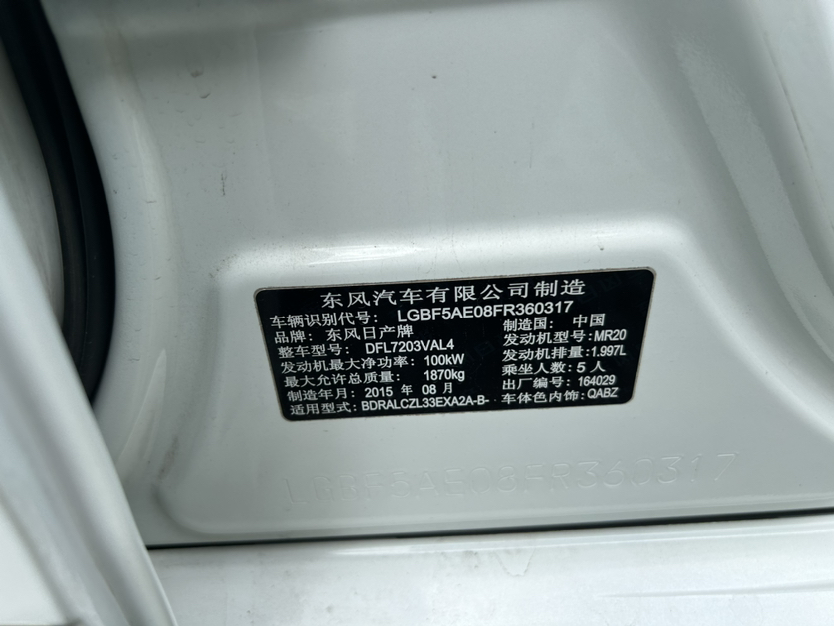 东风汽车有限公司制造
车辆识别代号: LGBF5AE08FR360317
品牌: 东风日产牌 制造国: 中国
整车型号: DFL7203VAL4 发动机型号: MR20
发动机最大净功率: 100kW 发动机排量: 1.997L
最大允许总质量: 1870kg 乘坐人数: 5 人
制造年月: 2015 年 08 月 出厂编号: 164029
适用型式: BDRALCZL33EXA2A-B- 车体色内饰: QABZ
LGBF5AE08FR360317